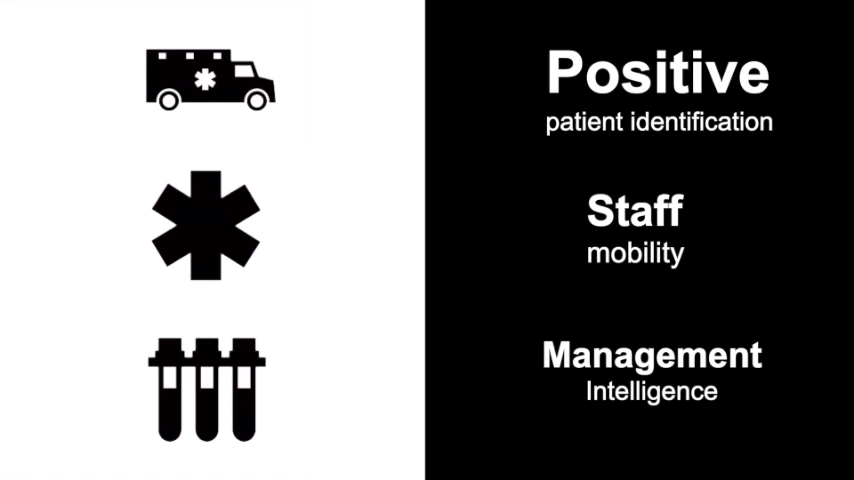 Positive
patient identification
Staff
mobility
Management
Intelligence